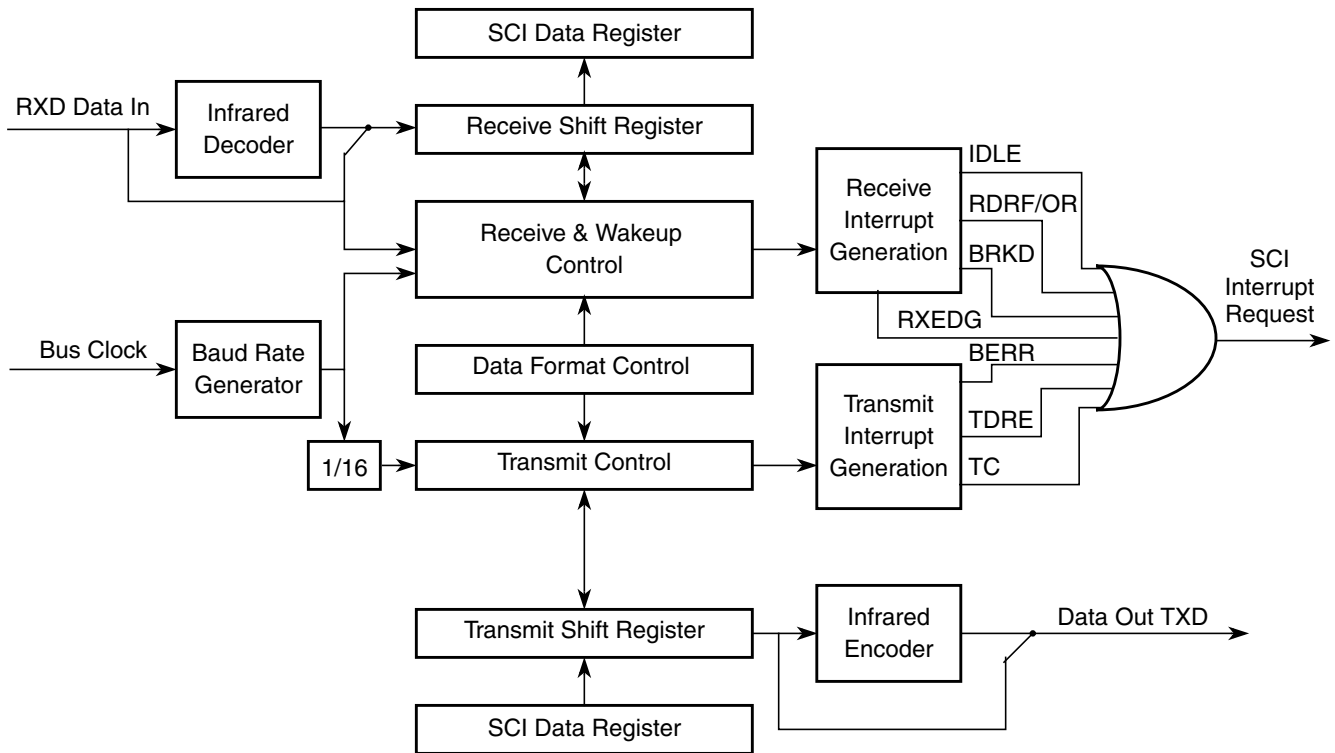 SCI Data Register
RXD Data In
Infrared
Decoder
Receive Shift Register
Receive & Wakeup
Control
Receive
Interrupt
Generation
IDLE
RDRF/OR
BRKD
RXEDG
SCI
Interrupt
Request
Bus Clock
Baud Rate
Generator
Data Format Control
BERR
1/16
Transmit Control
Transmit
Interrupt
Generation
TDRE
TC
Transmit Shift Register
Infrared
Encoder
Data Out TXD
SCI Data Register